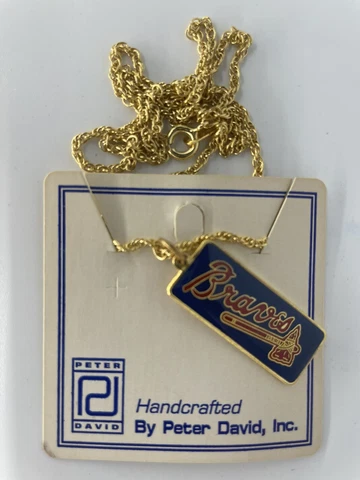 Braves
PETER
DAVID
Handcrafted
By Peter David, Inc.